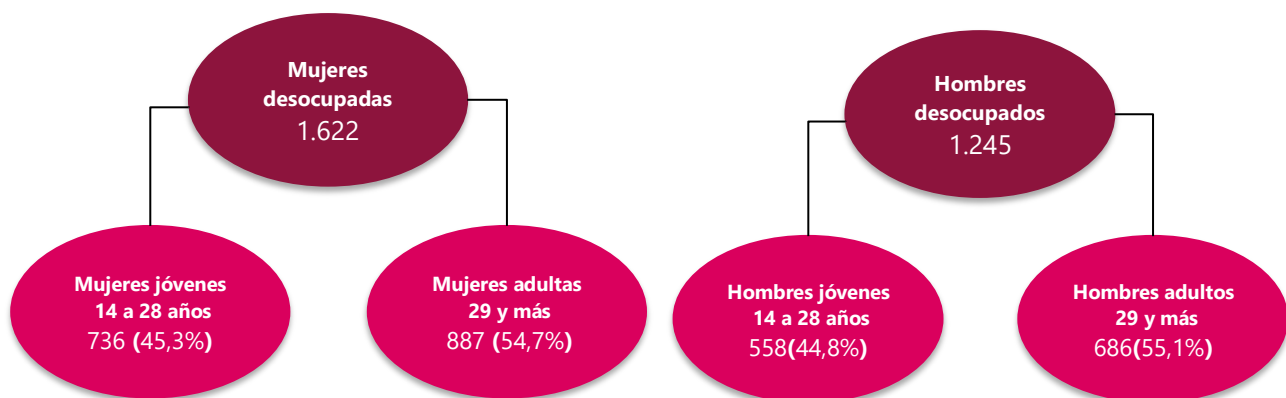 Mujeres
desocupadas
1.622
Mujeres jóvenes
14 a 28 años
736 (45,3%)
Mujeres adultas
29 y más
887 (54,7%)
Hombres
desocupados
1.245
Hombres jóvenes
14 a 28 años
558(44,8%)
Hombres adultos
29 y más
686(55,1%)